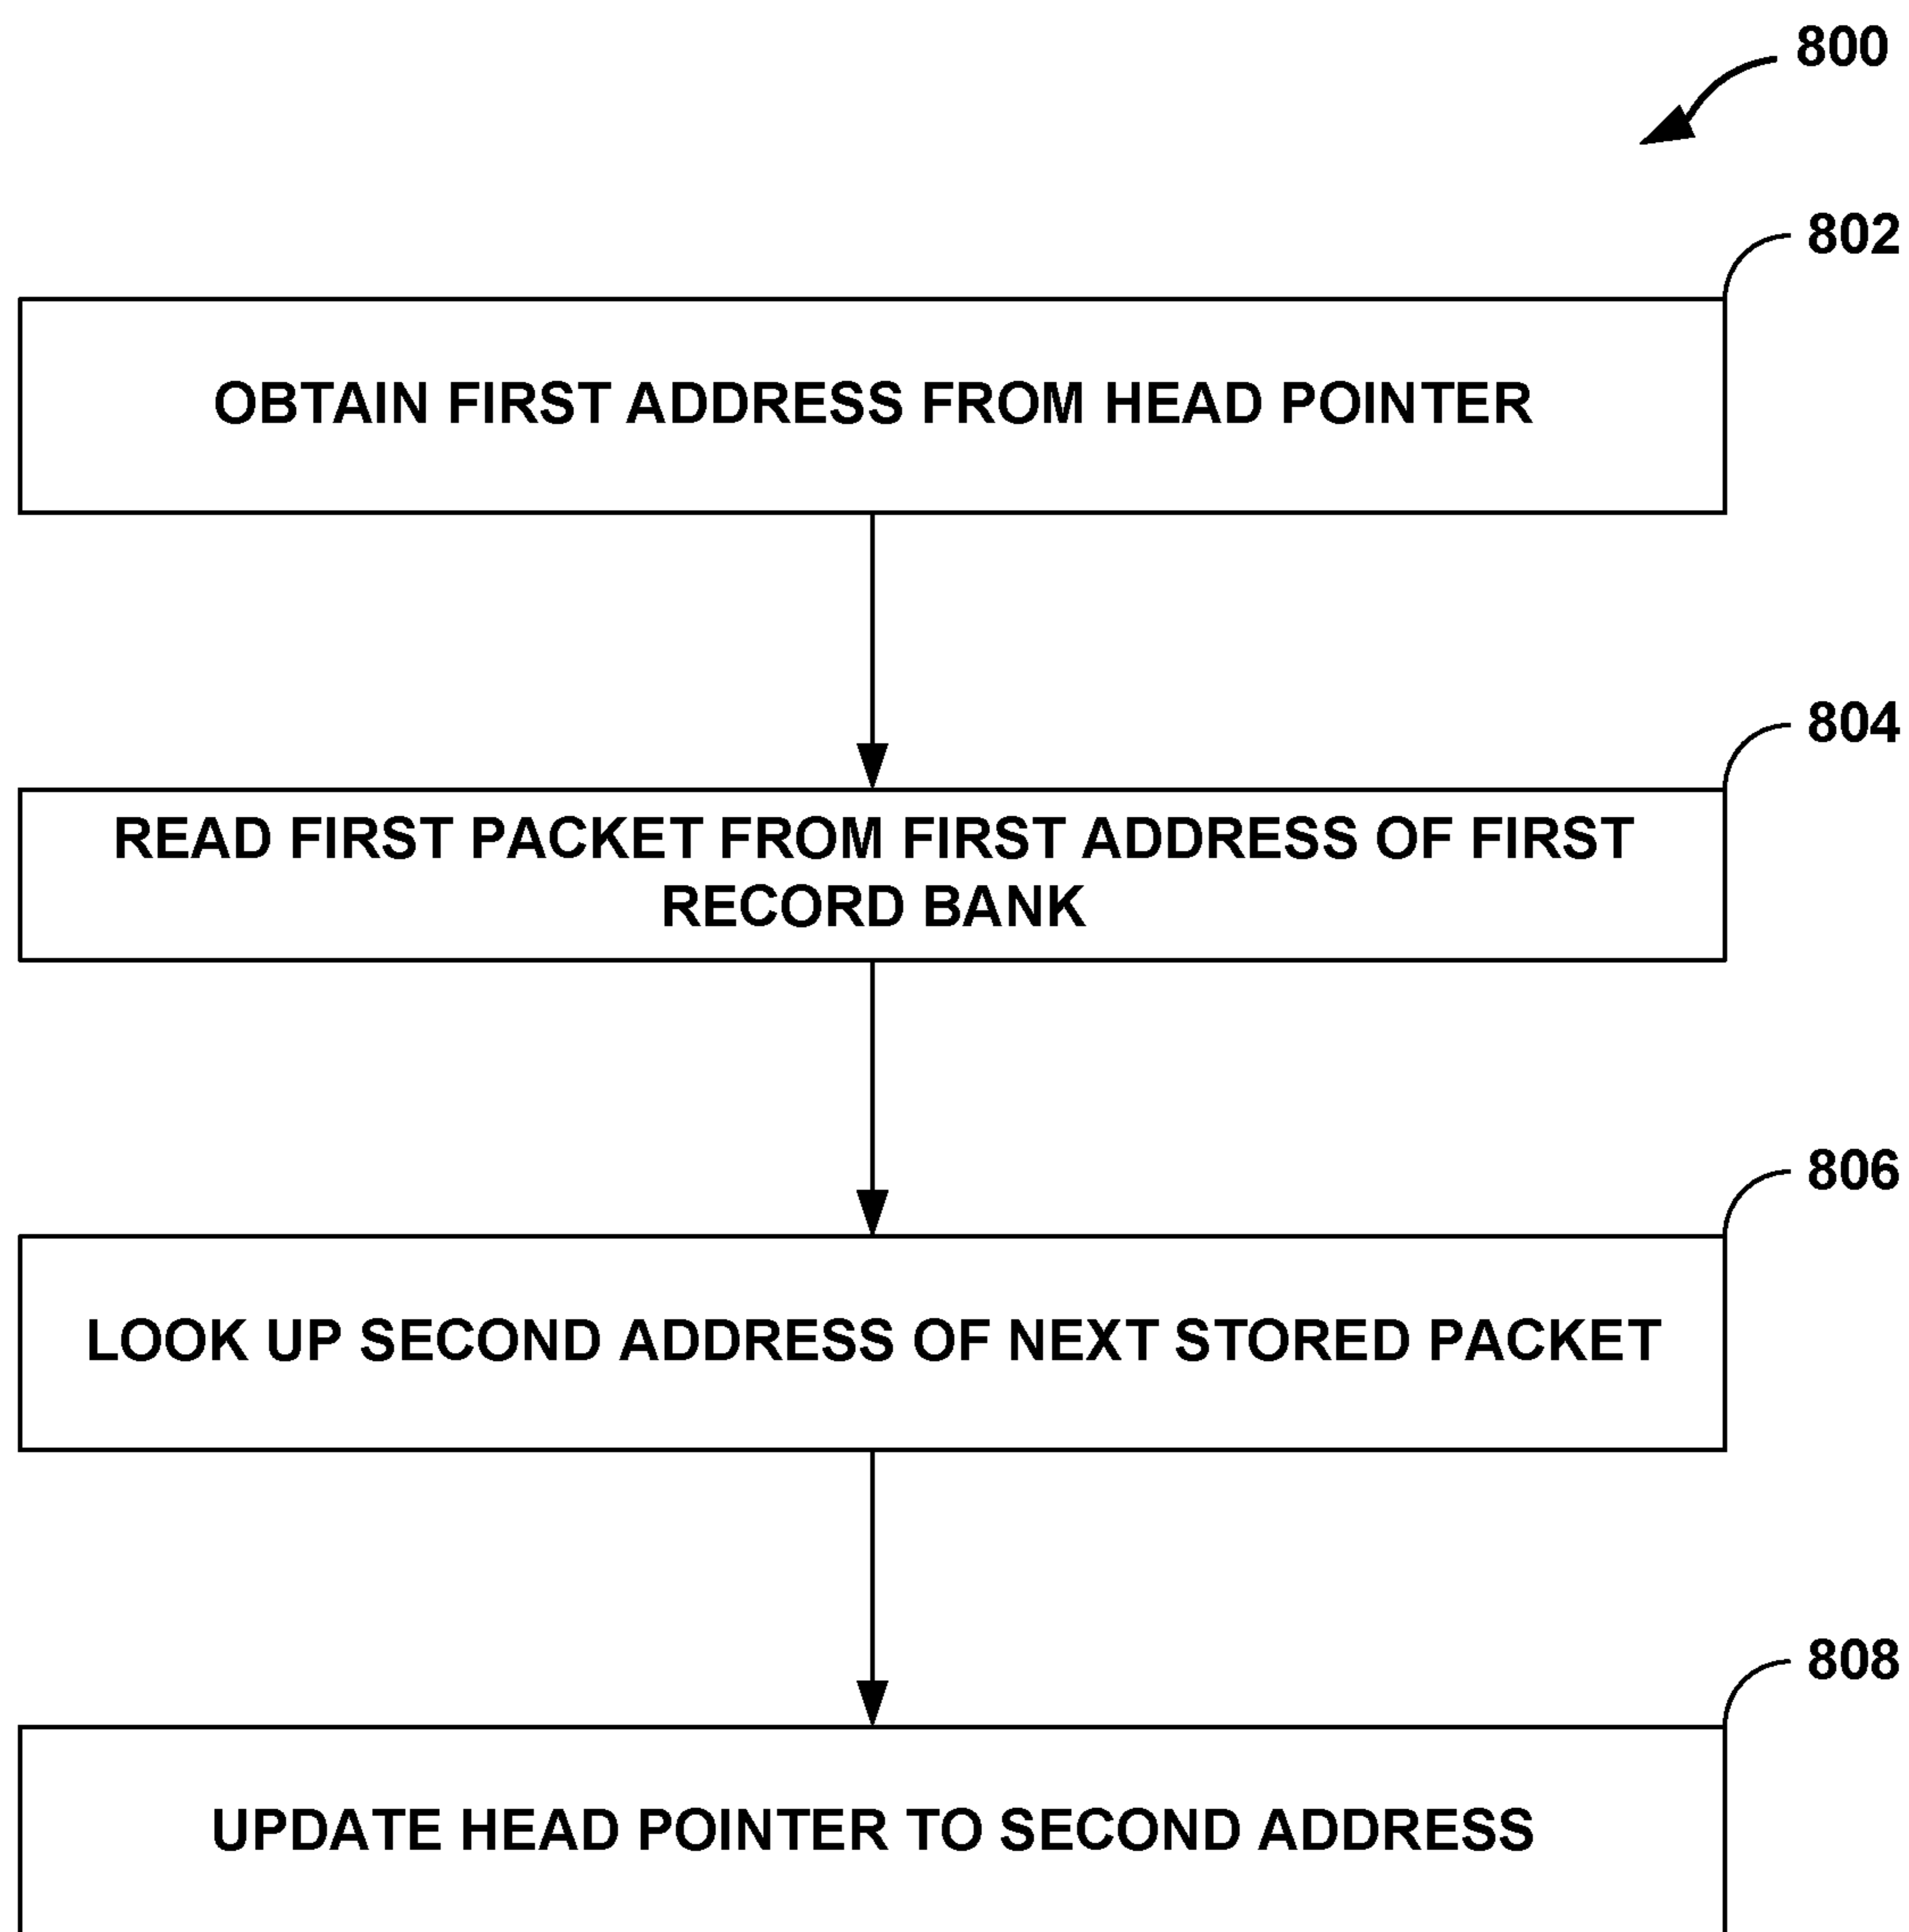 800
802
OBTAIN FIRST ADDRESS FROM HEAD POINTER
804
READ FIRST PACKET FROM FIRST ADDRESS OF FIRST
RECORD BANK
806
LOOK UP SECOND ADDRESS OF NEXT STORED PACKET
808
UPDATE HEAD POINTER TO SECOND ADDRESS